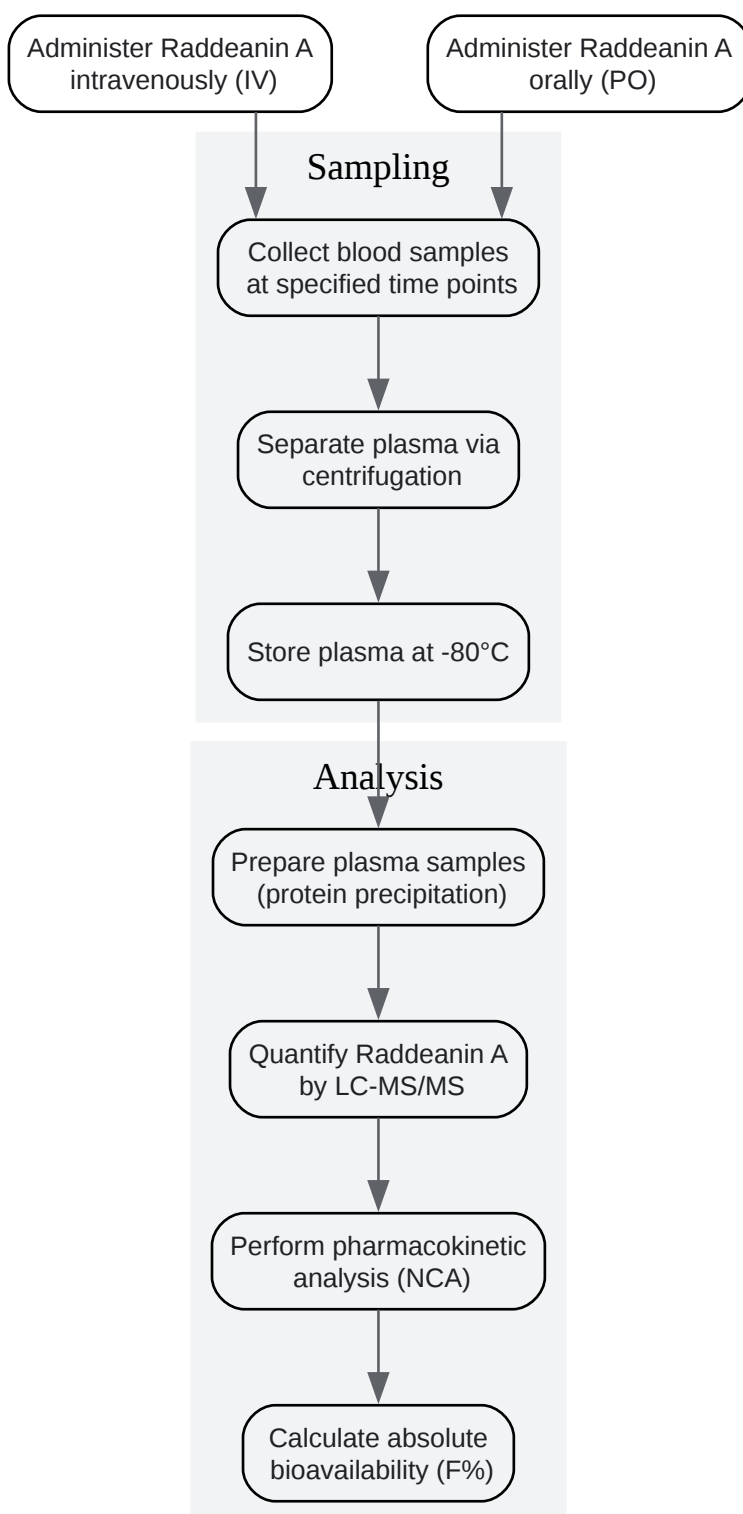 Administer Raddeanin A
intravenously (IV)
Administer Raddeanin A
orally (PO)
Sampling
Collect blood samples
at specified time points
Separate plasma via
centrifugation
Store plasma at -80°C
Analysis
Prepare plasma samples
(protein precipitation)
Quantify Raddeanin A
by LC-MS/MS
Perform pharmacokinetic
analysis (NCA)
Calculate absolute
bioavailability (F%)